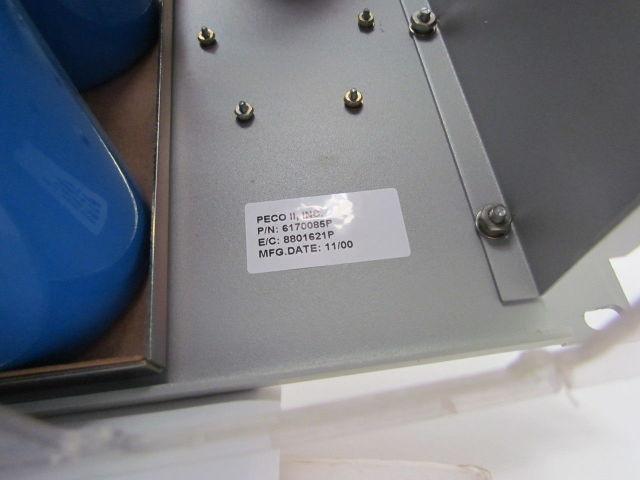 PECO II, INC.
P/N: 6170085P
E/C: 8801621P
MFG.DATE: 11/00